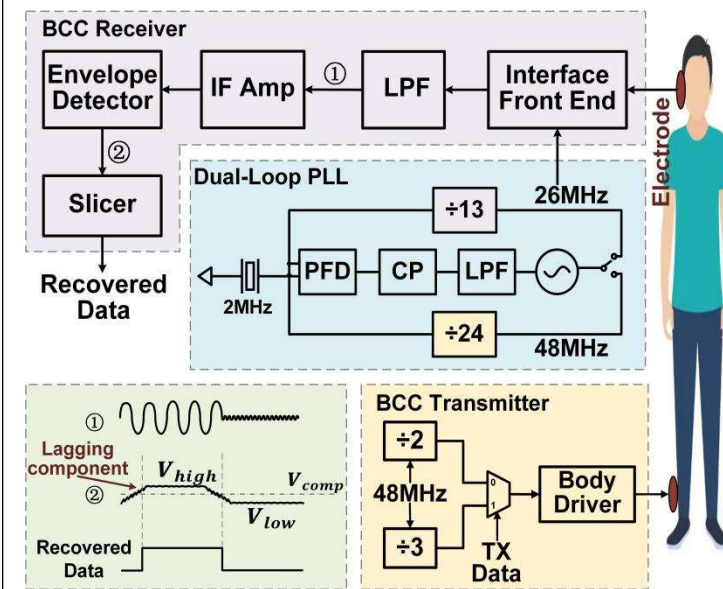 BCC Receiver
Envelope
Detector
IF Amp
①
LPF
Interface
Front End
②
Slicer
Recovered
Data
Electrode
Dual-Loop PLL
26MHz
÷13
PFD
CP
LPF
2MHz
÷24
48MHz
①
Lagging
component
②
V_high
V_comp
V_low
Recovered
Data
BCC Transmitter
÷2
48MHz
÷3
0
1
TX
Data
Body
Driver